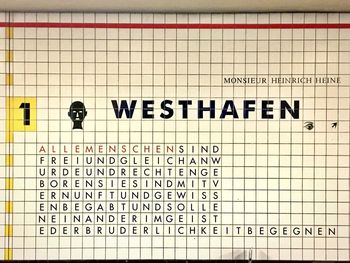 MONSIEUR HEINRICH HEINE
1 WESTHAFEN
ALLEMENSCHENSIND
FREIUNDGLEICHANW
URDEUNDRECHTENGE
BORENSIESINDMITV
ERNUNFTUNDGEWISS
ENBEGABTUNDSOLLE
NEINANDERIMGEIST
EDERBRUDERLICHKEITBEGEGNEN